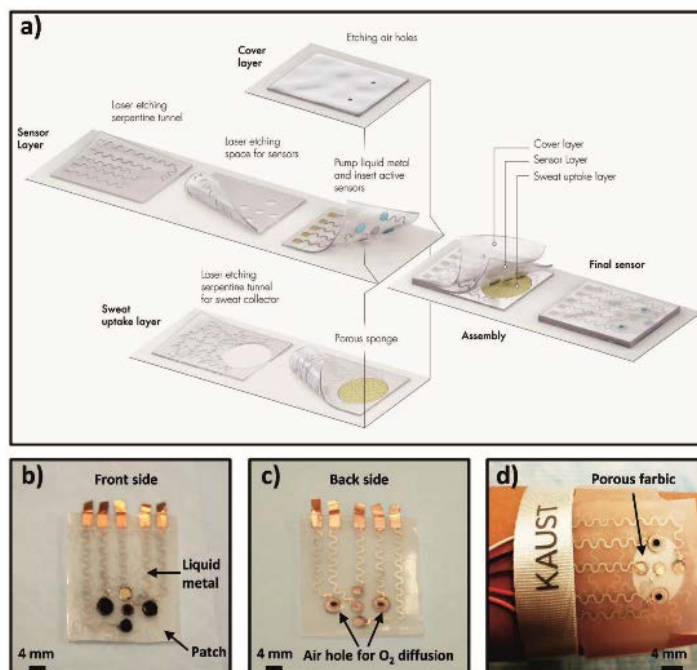 a)
Etching air holes
Cover
layer
Laser etching
serpentine tunnel
Sensor
Layer
Laser etching
space for sensors
Pump liquid metal
and insert active
sensors
Cover layer
Sensor Layer
Sweat uptake layer
Laser etching
serpentine tunnel
for sweat collector
Final sensor
Sweat
uptake layer
Porous sponge
Assembly
b)
Front side
Liquid
metal
Patch
4 mm
c)
Back side
Air hole for O₂ diffusion
4 mm
d)
Porous farbic
KAUST
4 mm